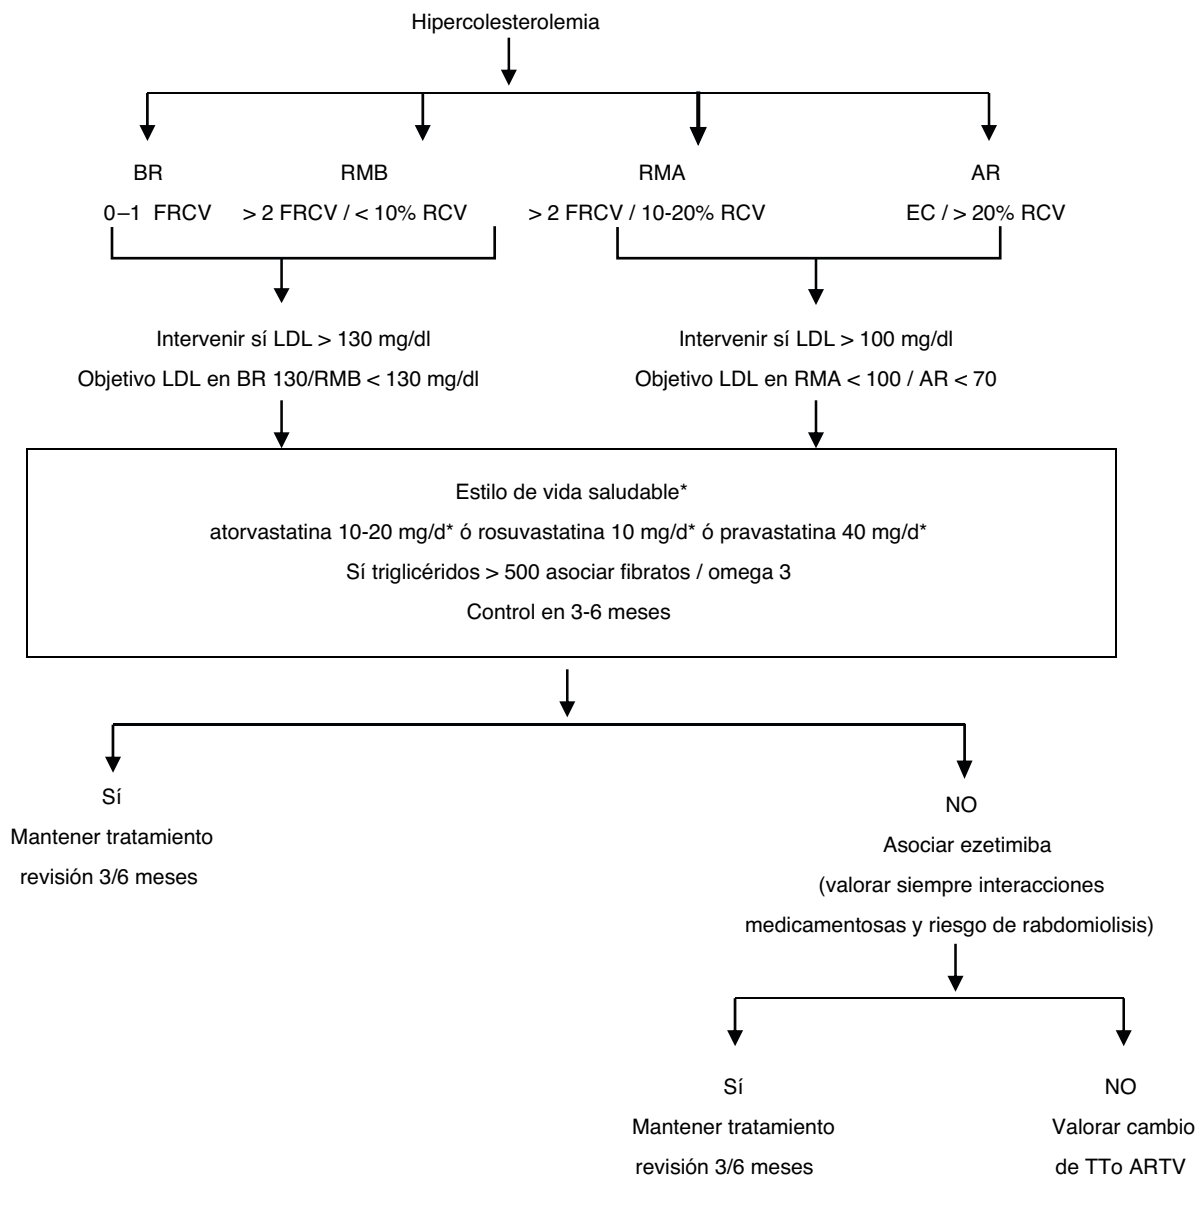 Hipercolesterolemia
BR
0–1 FRCV
RMB
> 2 FRCV / < 10% RCV
RMA
> 2 FRCV / 10-20% RCV
AR
EC / > 20% RCV
Intervenir sí LDL > 130 mg/dl
Objetivo LDL en BR 130/RMB < 130 mg/dl
Intervenir sí LDL > 100 mg/dl
Objetivo LDL en RMA < 100 / AR < 70
Estilo de vida saludable*
atorvastatina 10-20 mg/d* ó rosuvastatina 10 mg/d* ó pravastatina 40 mg/d*
Sí triglicéridos > 500 asociar fibratos / omega 3
Control en 3-6 meses
Sí
Mantener tratamiento
revisión 3/6 meses
NO
Asociar ezetimiba
(valorar siempre interacciones
medicamentosas y riesgo de rabdomiolisis)
Sí
Mantener tratamiento
revisión 3/6 meses
NO
Valorar cambio
de TTo ARTV